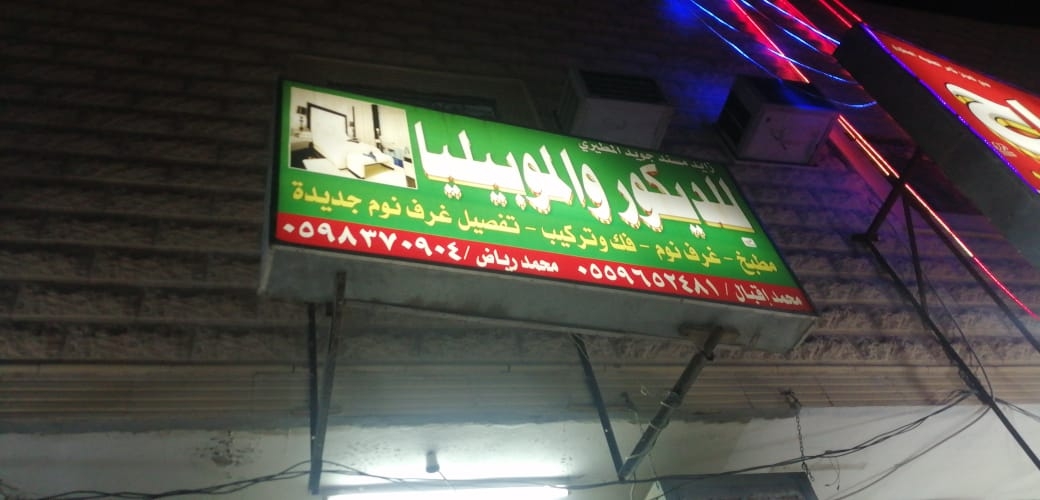 زايد مسند جويد المطيري
للديكور والموبيليا
مطبخ - غرف نوم - فك وتركيب - تفصيل غرف نوم جديدة
محمد إقبال / ٠٥٥٩٦٥٢٤٨١ محمد رياض / ٠٥٩٨٣٧٠٩٠٤